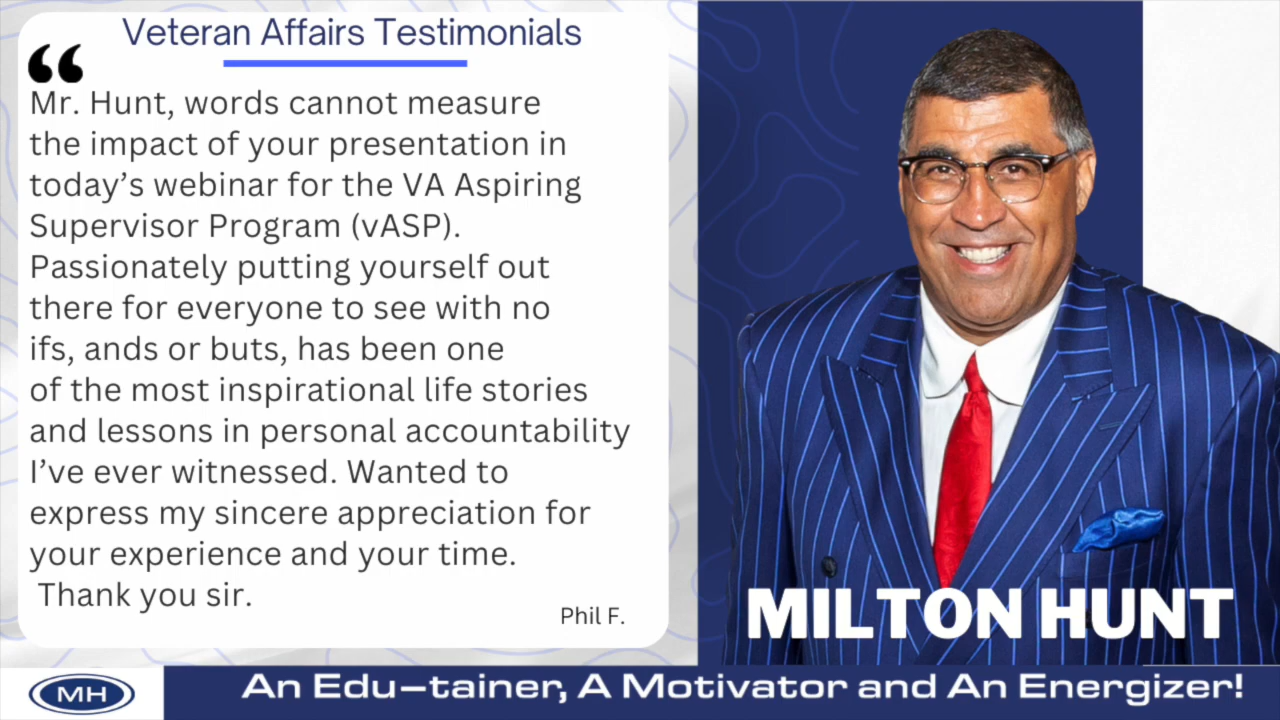 Veteran Affairs Testimonials
“
Mr. Hunt, words cannot measure
the impact of your presentation in
today’s webinar for the VA Aspiring
Supervisor Program (vASP).
Passionately putting yourself out
there for everyone to see with no
ifs, ands or buts, has been one
of the most inspirational life stories
and lessons in personal accountability
I’ve ever witnessed. Wanted to
express my sincere appreciation for
your experience and your time.
Thank you sir.
Phil F.
MILTON HUNT
MH
An Edu-tainer, A Motivator and An Energizer!